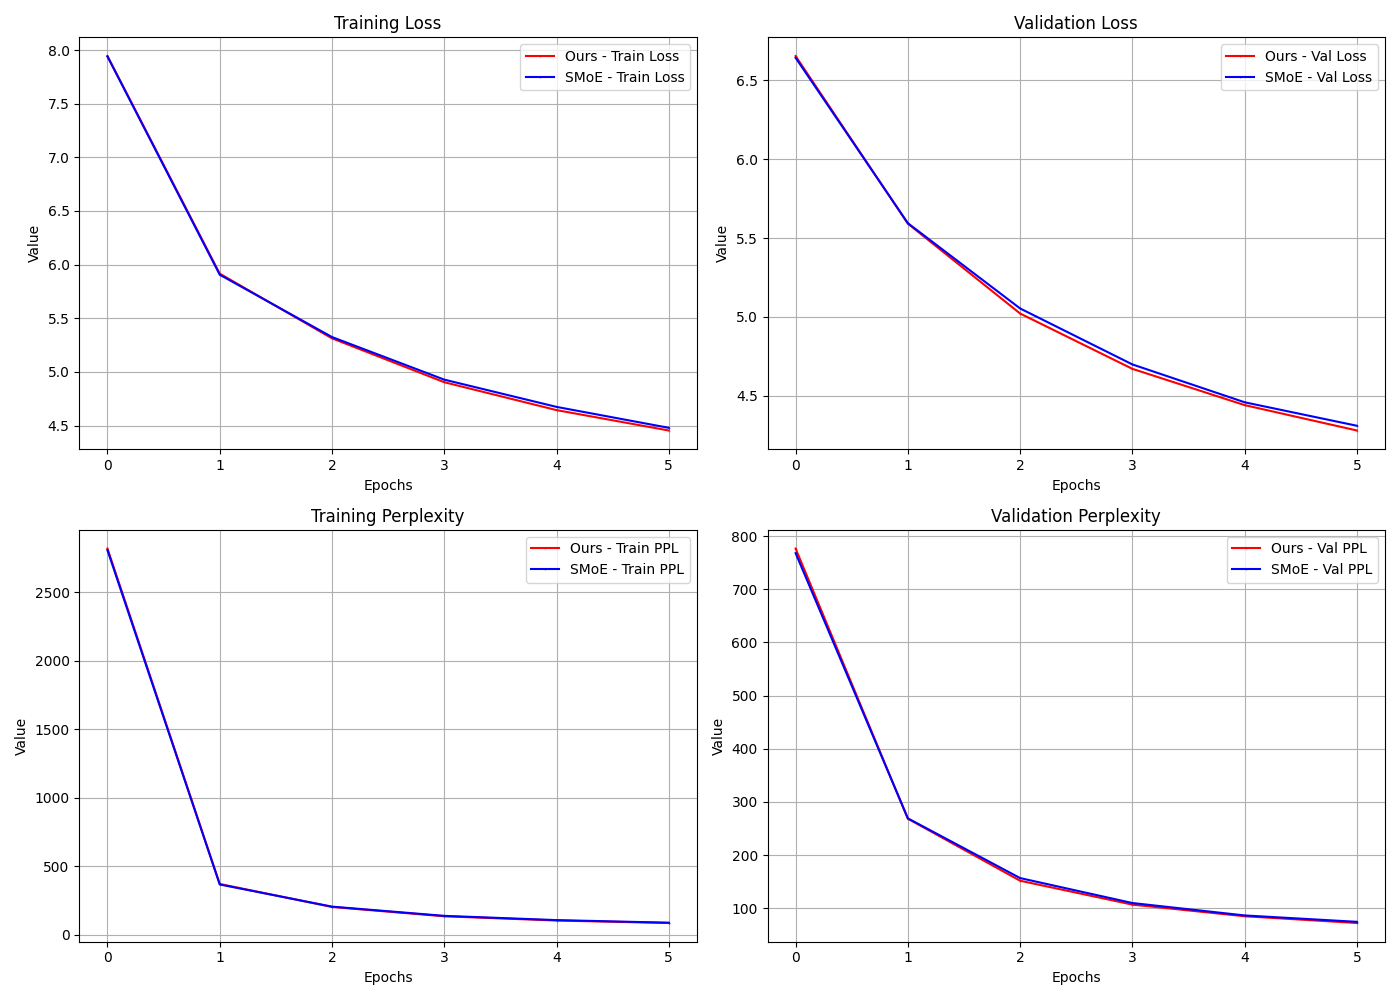 Training Loss
8.0
7.5
7.0
6.5
6.0
5.5
5.0
4.5
Value
Ours - Train Loss
SMoE - Train Loss
0 1 2 3 4 5
Epochs
Validation Loss
6.5
6.0
5.5
5.0
4.5
Value
Ours - Val Loss
SMoE - Val Loss
0 1 2 3 4 5
Epochs
Training Perplexity
2500
2000
1500
1000
500
0
Value
Ours - Train PPL
SMoE - Train PPL
0 1 2 3 4 5
Epochs
Validation Perplexity
800
700
600
500
400
300
200
100
Value
Ours - Val PPL
SMoE - Val PPL
0 1 2 3 4 5
Epochs